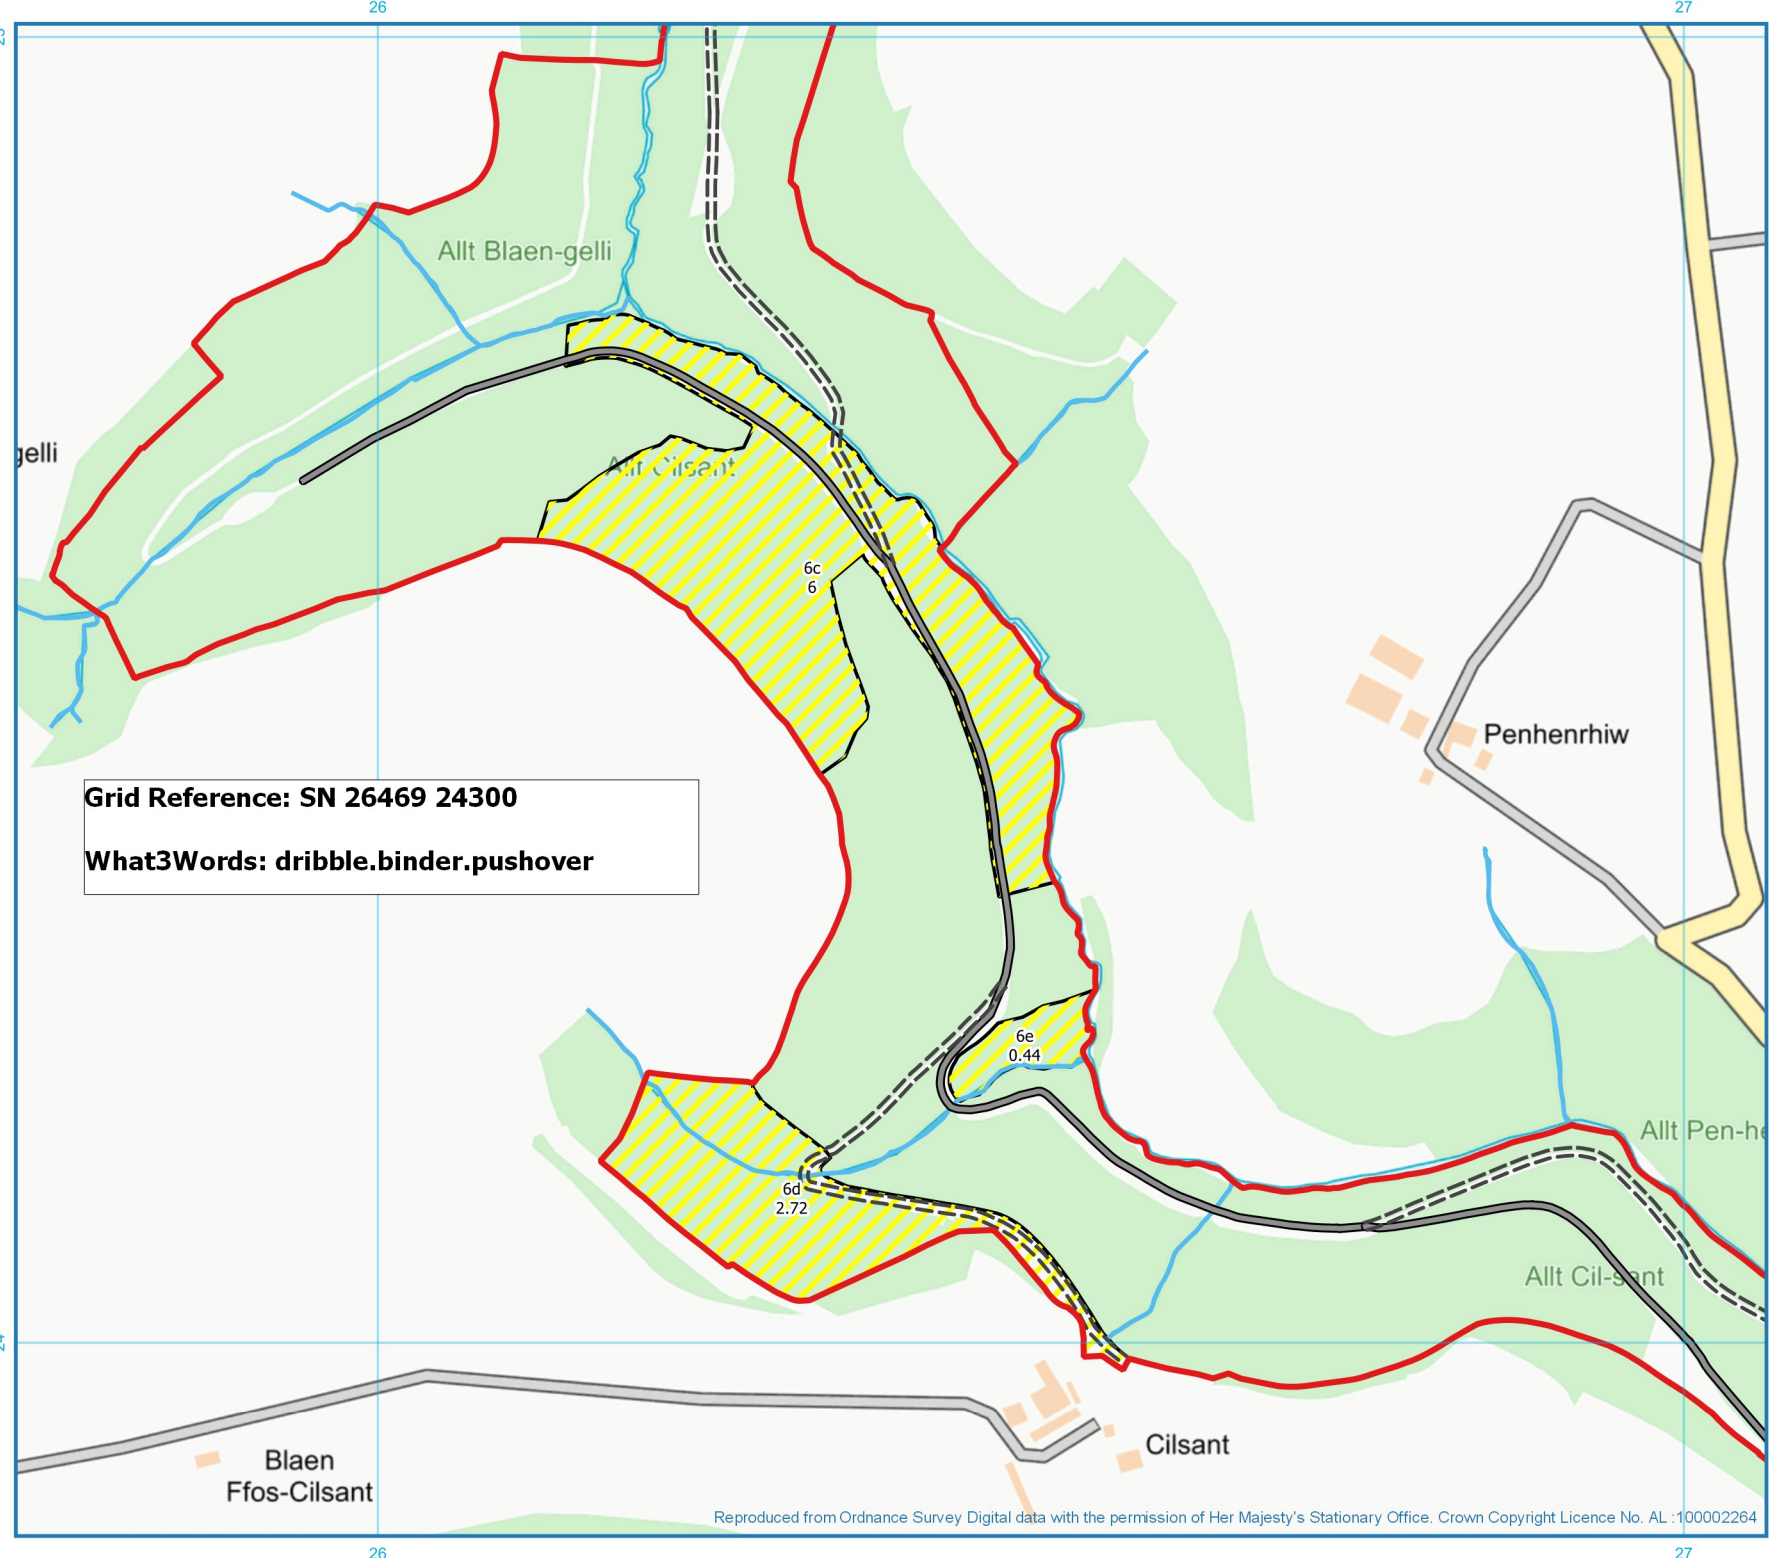 26
27
Allt Blaen-gelli
gelli
Allt Cilsant
6c
6
Penhenrhiw
Grid Reference: SN 26469 24300
What3Words: dribble.binder.pushover
6e
0.44
Allt Pen-he
6d
2.72
Allt Cil-sant
24
Cilsant
Blaen
Ffos-Cilsant
Reproduced from Ordnance Survey Digital data with the permission of Her Majesty's Stationary Office. Crown Copyright Licence No. AL :100002264
26
27